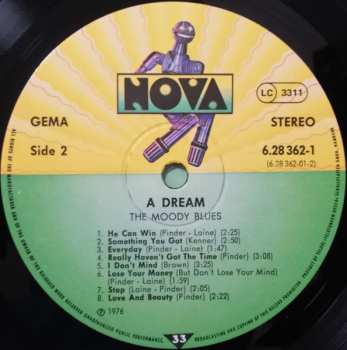 NOVA
LC 3311
GEMA
STEREO
Side 2
6.28 362-1
(6.28 362-01-2)
A DREAM
THE MOODY BLUES
1. He Can Win (Pinder - Laine) (2:25)
2. Something You Got (Kenner) (2:50)
3. Everyday (Pinder - Laine) (1:47)
4. Really Haven't Got The Time (Pinder) (3:08)
5. I Don't Mind (Brown) (3:25)
6. Lose Your Money (But Don't Lose Your Mind)
(Pinder - Laine) (1:59)
7. Stop (Laine - Pinder) (2:05)
8. Love And Beauty (Pinder) (2:22)
℗ 1976
33